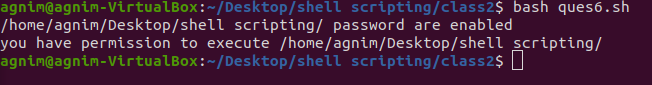 agnim@agnim-VirtualBox:~/Desktop/shell scripting/class2$ bash ques6.sh
/home/agnim/Desktop/shell scripting/ password are enabled
you have permission to execute /home/agnim/Desktop/shell scripting/
agnim@agnim-VirtualBox:~/Desktop/shell scripting/class2$